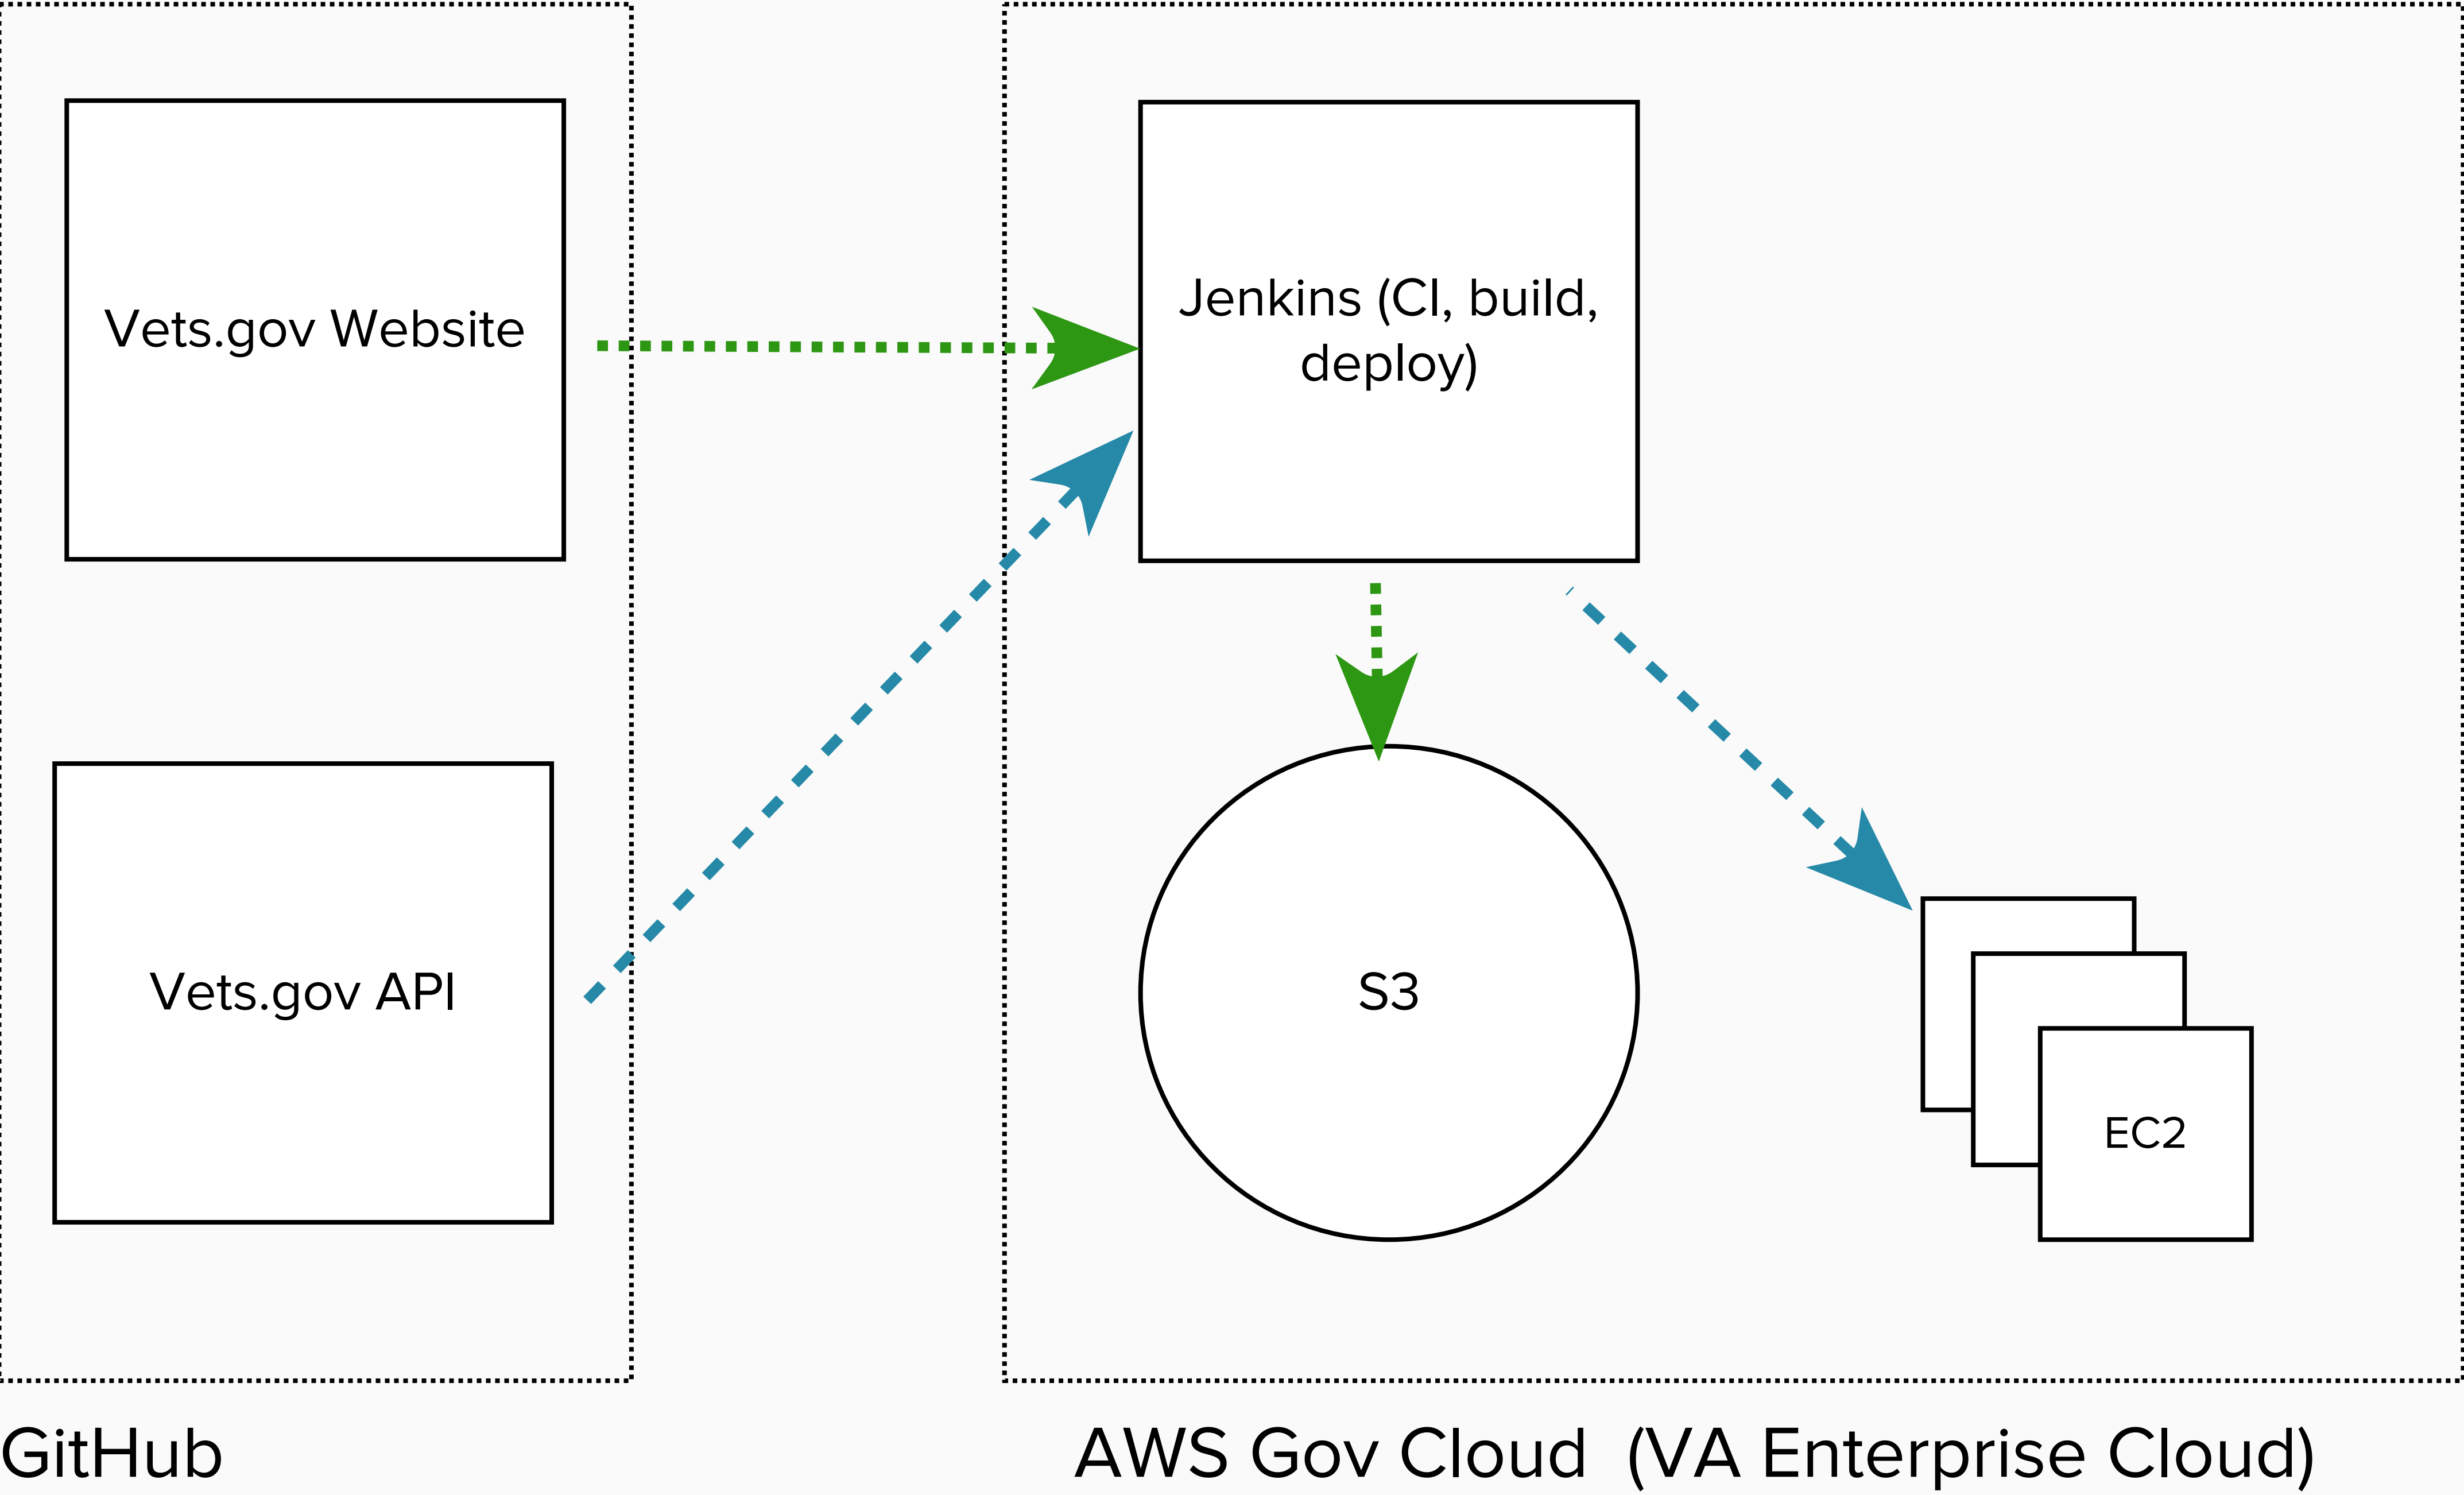 Vets.gov Website
Jenkins (CI, build,
deploy)
Vets.gov API
S3
EC2
GitHub
AWS Gov Cloud (VA Enterprise Cloud)